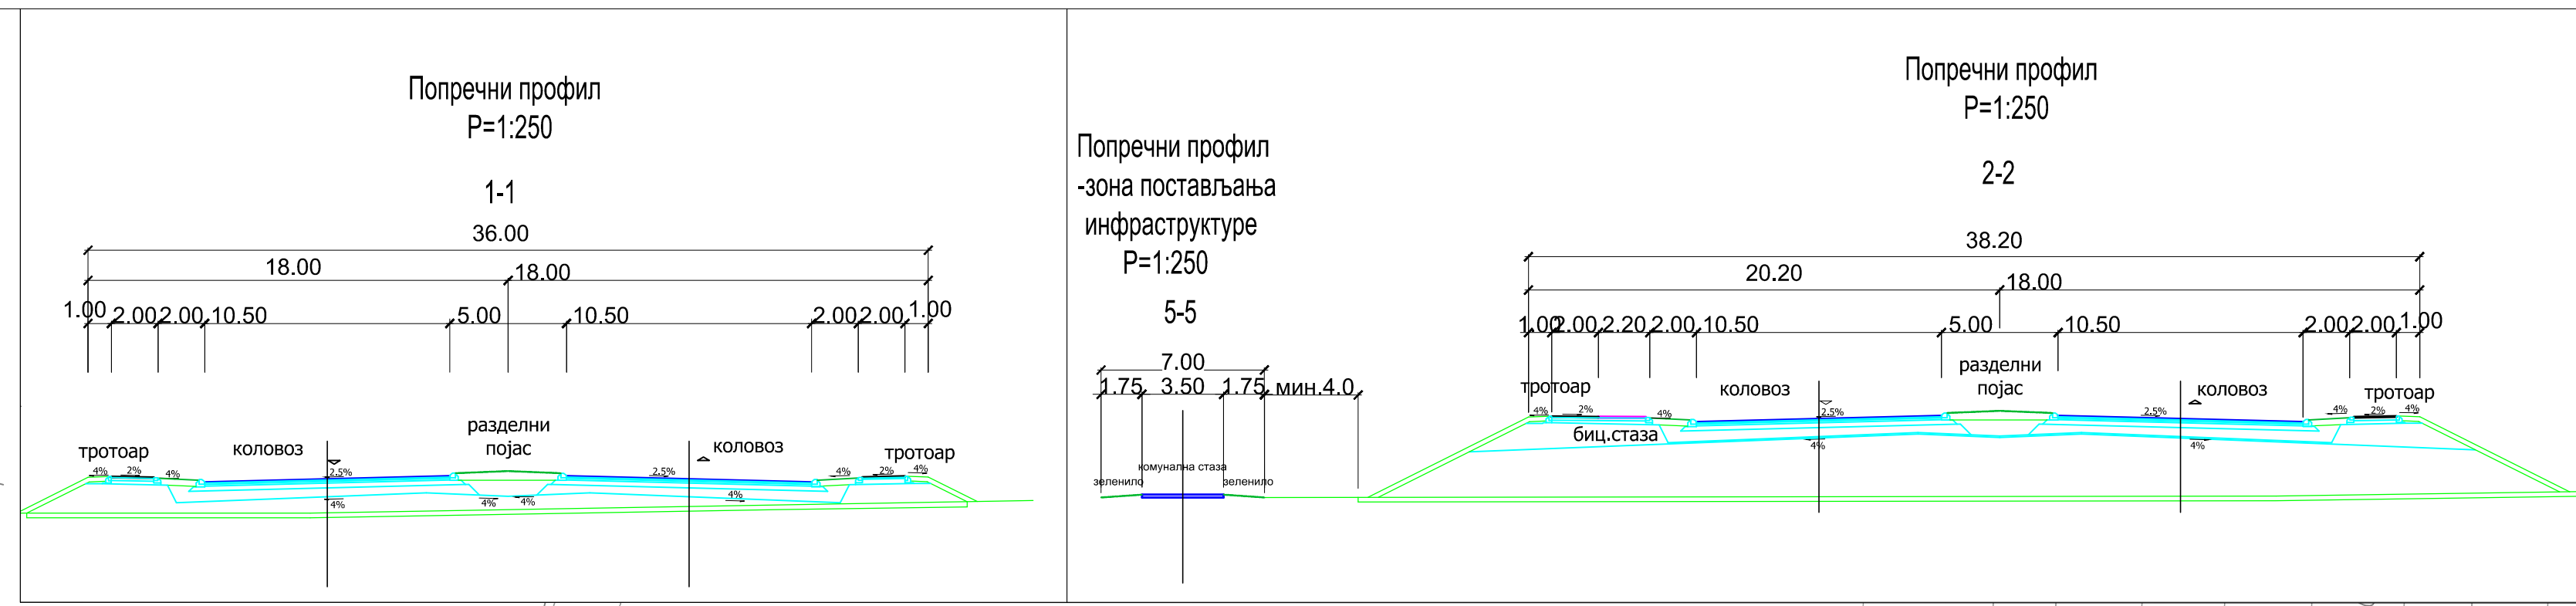 Попречни профил
Р=1:250
1-1
36.00
18.00 18.00
1.00 2.00 2.00 10.50 5.00 10.50 2.00 2.00 1.00
разделни
појас
тротоар коловоз коловоз тротоар
4% 2% 4% 2.5% 2.5% 4% 2% 4%
4% 4% 4% 4%
Попречни профил
-зона постављања
инфраструктуре
Р=1:250
5-5
7.00
1.75 3.50 1.75 мин.4.0
комунална стаза
зеленило зеленило
Попречни профил
Р=1:250
2-2
38.20
20.20 18.00
1.00 2.00 2.20 2.00 10.50 5.00 10.50 2.00 2.00 1.00
разделни
појас
тротоар коловоз коловоз тротоар
4% 2% 4% 2.5% 2.5% 4% 2% 4%
биц.стаза
4% 4%